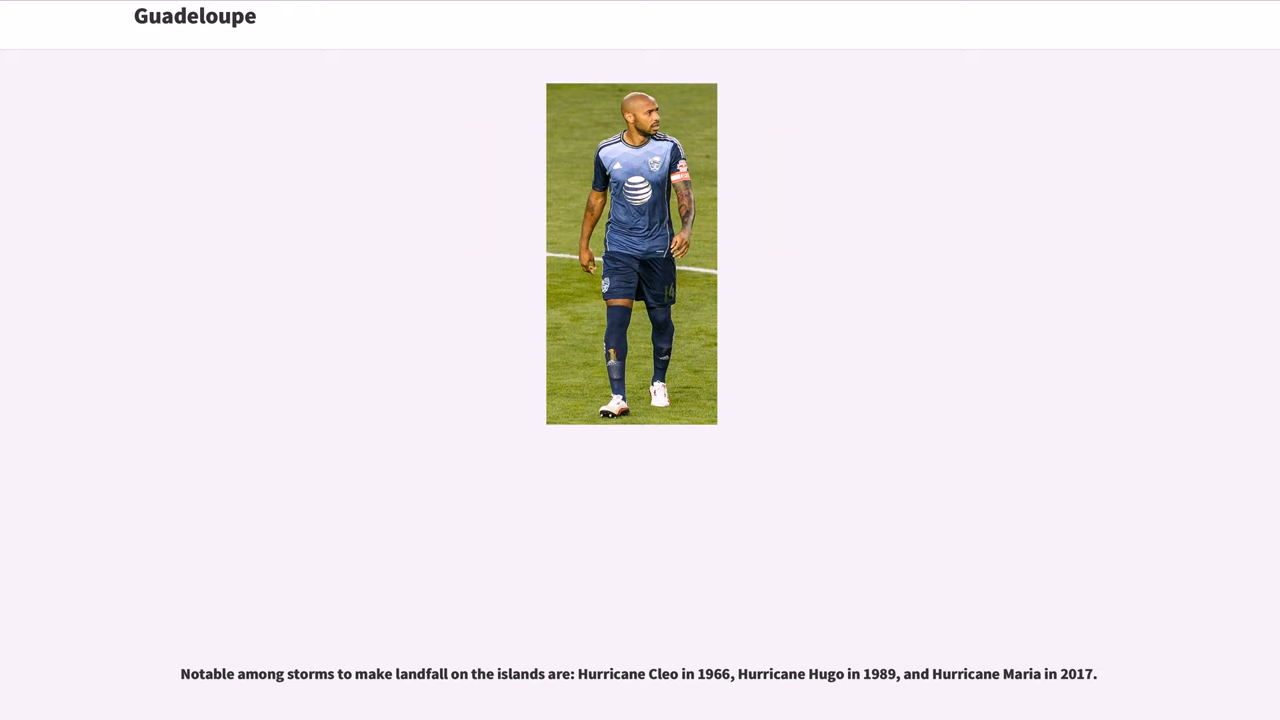 Guadeloupe
14
Notable among storms to make landfall on the islands are: Hurricane Cleo in 1966, Hurricane Hugo in 1989, and Hurricane Maria in 2017.